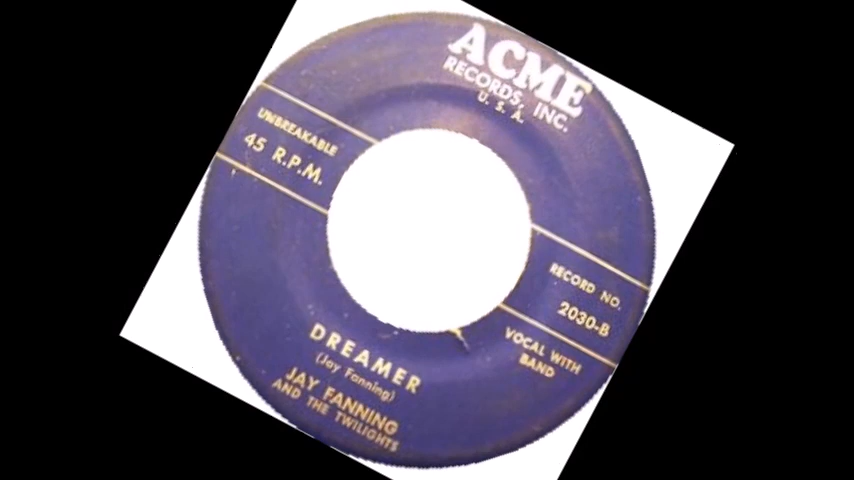 ACME
RECORDS, INC.
U. S. A.
UNBREAKABLE
45 R.P.M.
RECORD NO.
2030-B
VOCAL WITH
BAND
DREAMER
(Jay Fanning)
JAY FANNING
AND THE TWILIGHTS